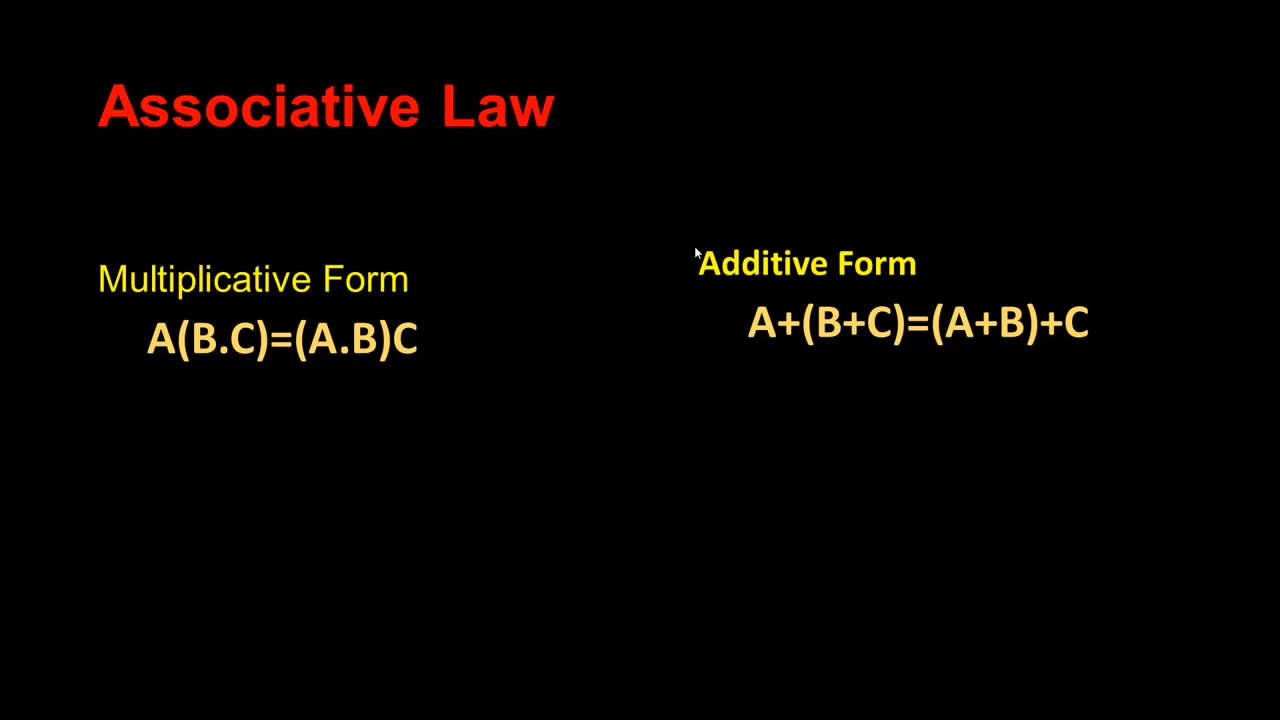 Associative Law
Multiplicative Form
A(B.C)=(A.B)C
Additive Form
A+(B+C)=(A+B)+C